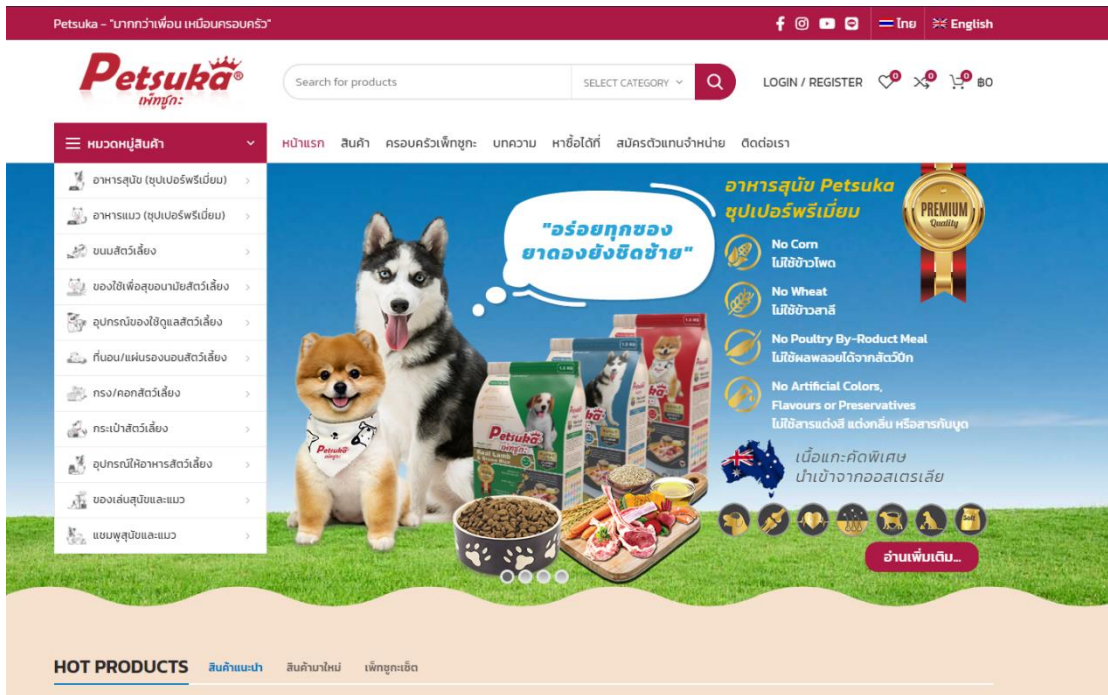 Petsuka - "มากกว่าเพื่อน เหมือนครอบครัว"
ไทย
English
Petsuka®
เพ็ทซูกะ
Search for products
SELECT CATEGORY
LOGIN / REGISTER
0
0
0
฿0
หมวดหมู่สินค้า
หน้าแรก
สินค้า
ครอบครัวเพ็ทซูกะ
บทความ
หาซื้อได้ที่
สมัครตัวแทนจำหน่าย
ติดต่อเรา
อาหารสุนัข (ซุปเปอร์พรีเมี่ยม)
อาหารแมว (ซุปเปอร์พรีเมี่ยม)
ขนมสัตว์เลี้ยง
ของใช้เพื่อสุขอนามัยสัตว์เลี้ยง
อุปกรณ์ของใช้ดูแลสัตว์เลี้ยง
ที่นอน/แผ่นรองนอนสัตว์เลี้ยง
กรง/คอกสัตว์เลี้ยง
กระเป๋าสัตว์เลี้ยง
อุปกรณ์ให้อาหารสัตว์เลี้ยง
ของเล่นสุนัขและแมว
แชมพูสุนัขและแมว
"อร่อยทุกซอง
ยาดองยังชิดซ้าย"
อาหารสุนัข Petsuka
ซุปเปอร์พรีเมี่ยม
PREMIUM
Quality
No Corn
ไม่ใช้ข้าวโพด
No Wheat
ไม่ใช้ข้าวสาลี
No Poultry By-Roduct Meal
ไม่ใช้ผลพลอยได้จากสัตว์ปีก
No Artificial Colors,
Flavours or Preservatives
ไม่ใช้สารแต่งสี แต่งกลิ่น หรือสารกันบูด
เนื้อแกะคัดพิเศษ
นำเข้าจากออสเตรเลีย
Salt
อ่านเพิ่มเติม...
Petsuka
Petsuka
Real Lamb
& Brown Rice
1.5 KG
HOT PRODUCTS
สินค้าแนะนำ
สินค้ามาใหม่
เพ็ทซูกะเซ็ต